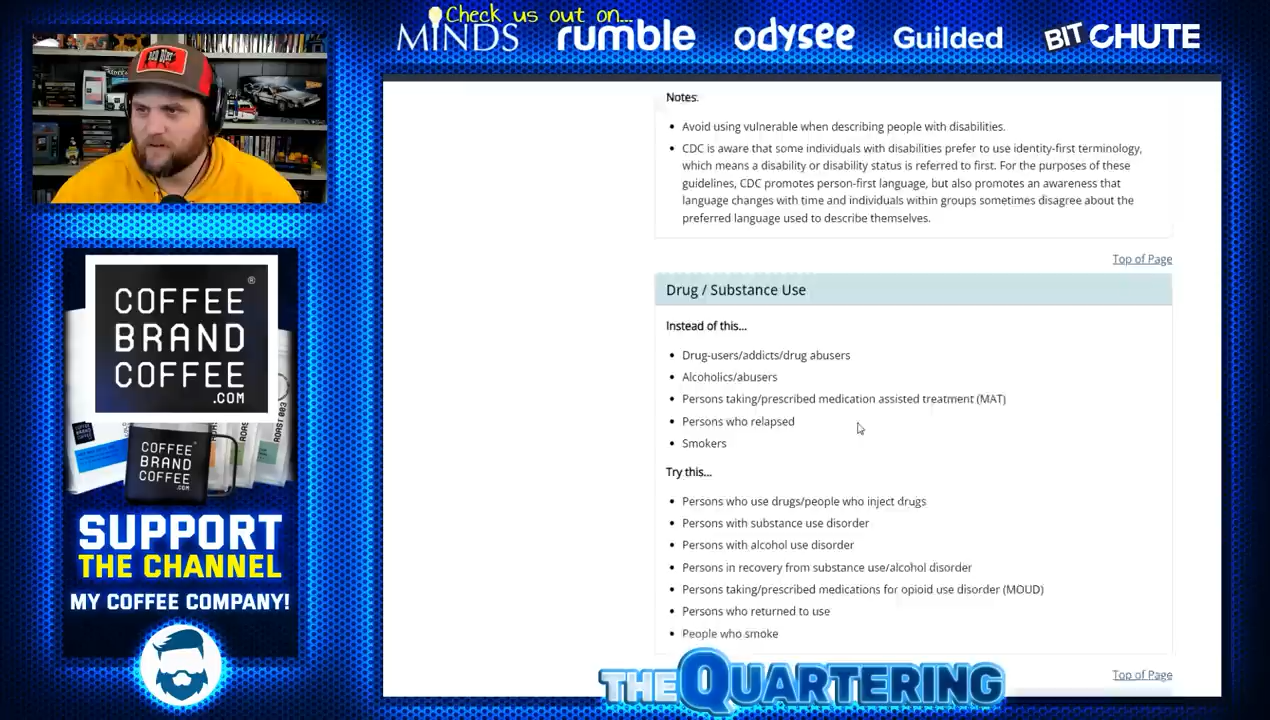 Check us out on...
MINDS
rumble
odysee
Guilded
BIT CHUTE
Notes:
Avoid using vulnerable when describing people with disabilities.
CDC is aware that some individuals with disabilities prefer to use identity-first terminology,
which means a disability or disability status is referred to first. For the purposes of these
guidelines, CDC promotes person-first language, but also promotes an awareness that
language changes with time and individuals within groups sometimes disagree about the
preferred language used to describe themselves.
Top of Page
Drug / Substance Use
Instead of this...
Drug-users/addicts/drug abusers
Alcoholics/abusers
Persons taking/prescribed medication assisted treatment (MAT)
Persons who relapsed
Smokers
Try this...
Persons who use drugs/people who inject drugs
Persons with substance use disorder
Persons with alcohol use disorder
Persons in recovery from substance use/alcohol disorder
Persons taking/prescribed medications for opioid use disorder (MOUD)
Persons who returned to use
People who smoke
Top of Page
COFFEE®
BRAND
COFFEE
.COM
COFFEE
BRAND
COFFEE
.COM
SUPPORT
THE CHANNEL
MY COFFEE COMPANY!
THE QUARTERING